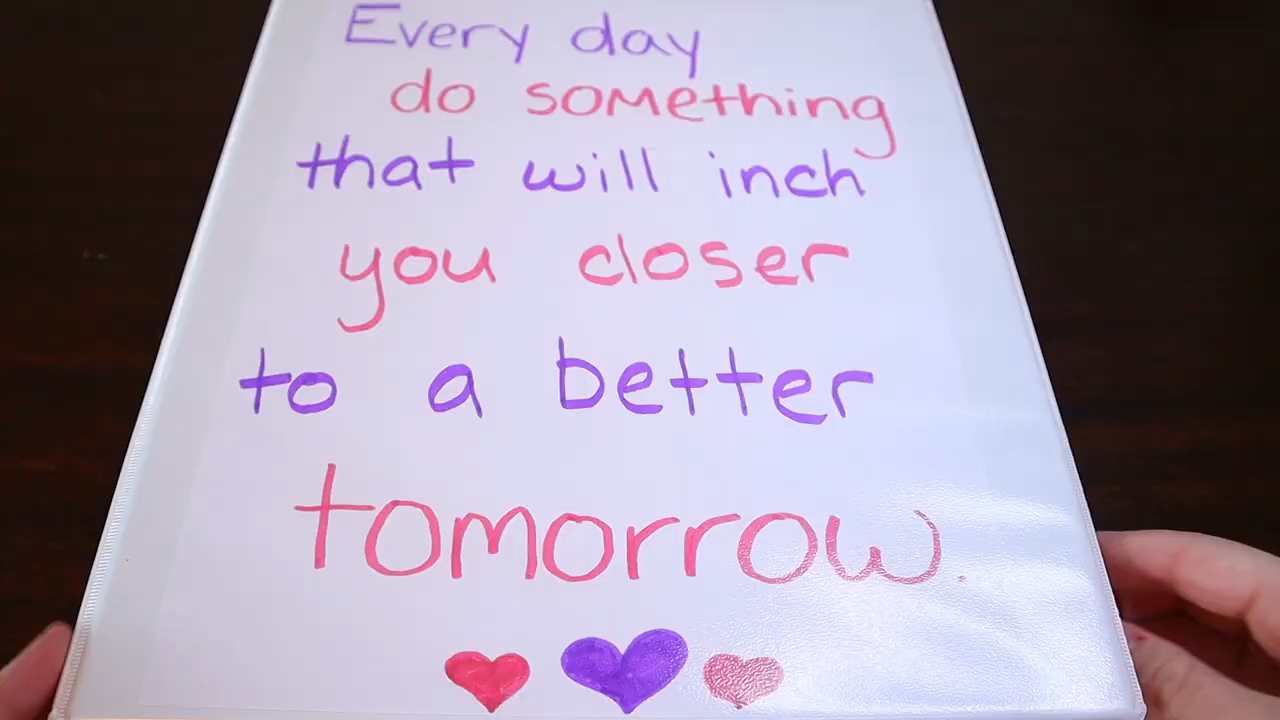 Every day
do something
that will inch
you closer
to a better
tomorrow.